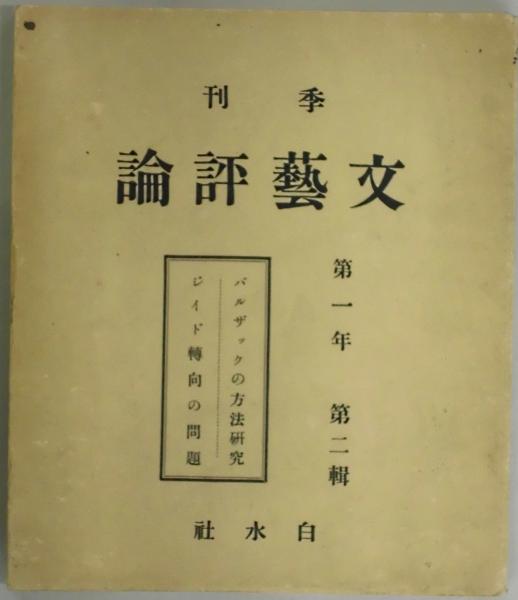 季刊
文藝評論
第一年 第二輯
バルザックの方法研究
ジイド轉向の問題
白水社